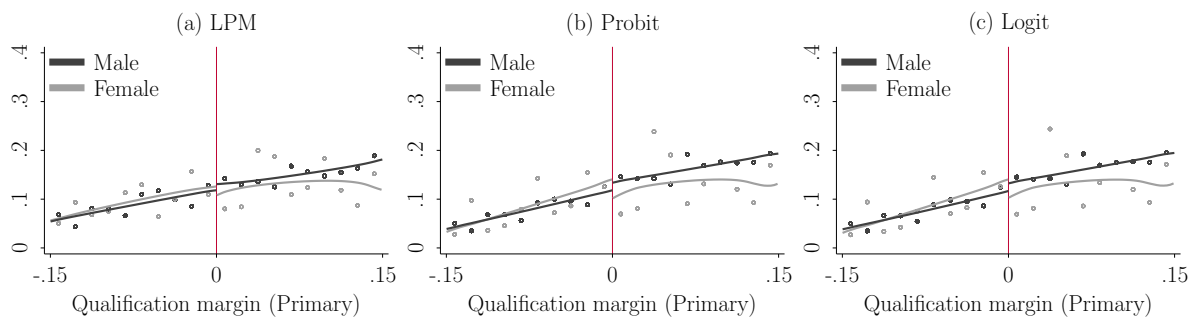 (a) LPM
.4
.3
.2
.1
0
Male
Female
-.15
0
.15
Qualification margin (Primary)
(b) Probit
.4
.3
.2
.1
0
Male
Female
-.15
0
.15
Qualification margin (Primary)
(c) Logit
.4
.3
.2
.1
0
Male
Female
-.15
0
.15
Qualification margin (Primary)